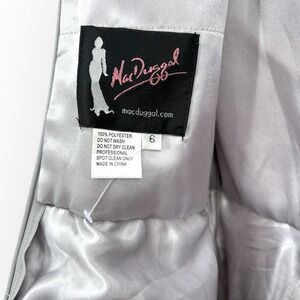 Mac Duggal
macduggal.com
6
100% POLYESTER
DO NOT WASH
DO NOT DRY CLEAN
PROFESSIONAL
SPOT CLEAN ONLY
MADE IN CHINA